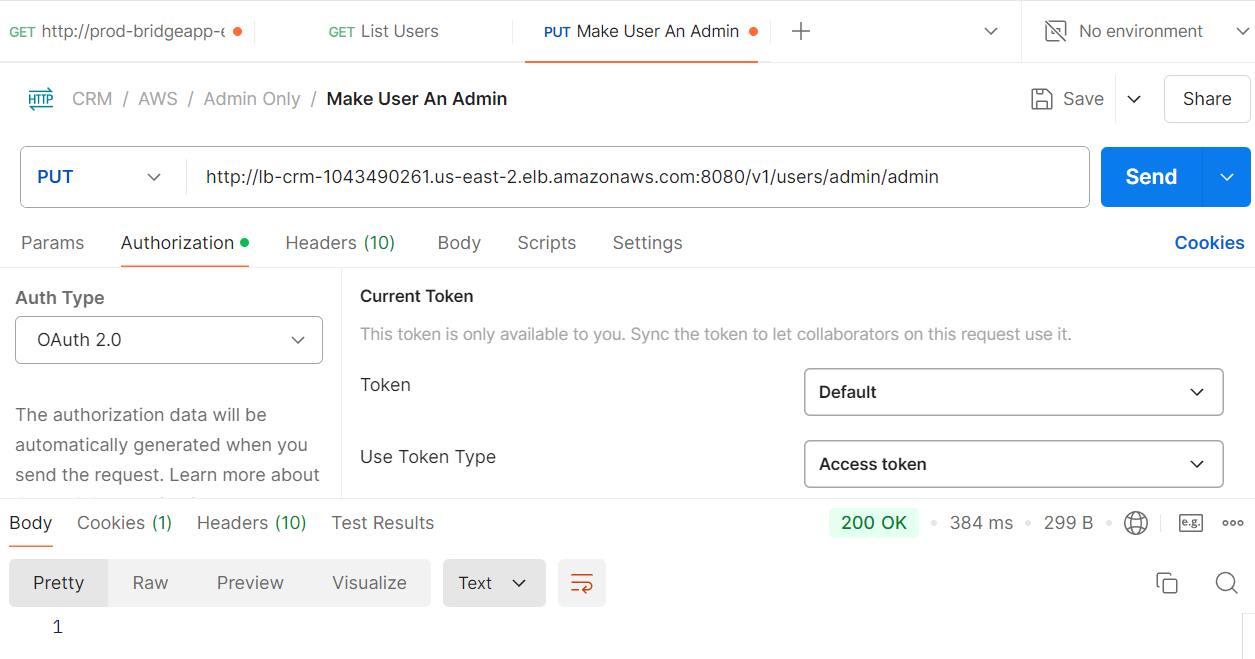 GET http://prod-bridgeapp-e
GET List Users
PUT Make User An Admin
No environment
HTTP CRM / AWS / Admin Only / Make User An Admin
Save
Share
PUT
http://lb-crm-1043490261.us-east-2.elb.amazonaws.com:8080/v1/users/admin/admin
Send
Params Authorization Headers (10) Body Scripts Settings Cookies
Auth Type
OAuth 2.0
The authorization data will be
automatically generated when you
send the request. Learn more about
Current Token
This token is only available to you. Sync the token to let collaborators on this request use it.
Token
Default
Use Token Type
Access token
Body Cookies (1) Headers (10) Test Results
200 OK 384 ms 299 B e.g.
Pretty Raw Preview Visualize Text
1